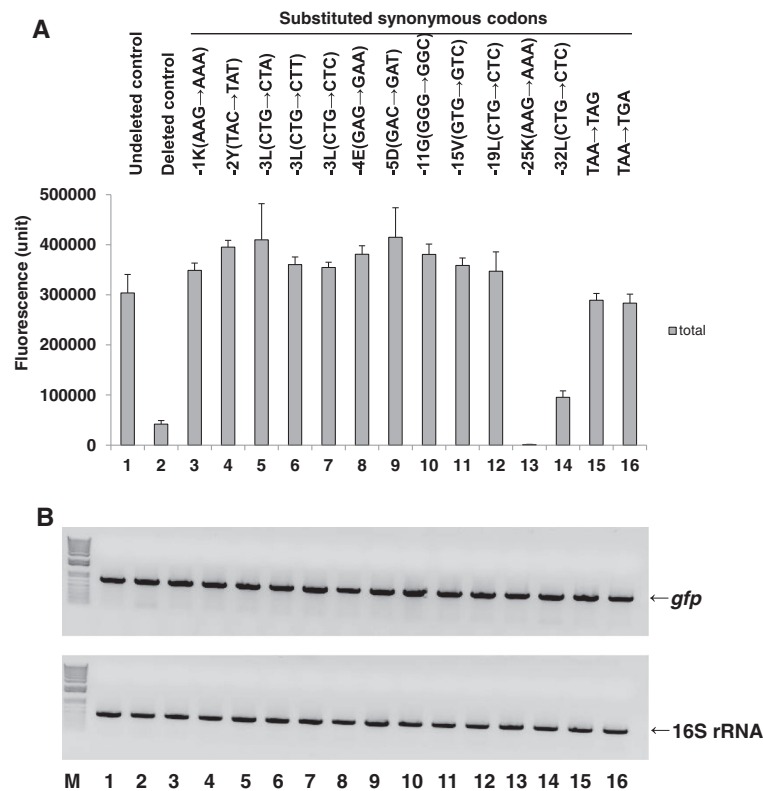 A
Substituted synonymous codons
Undeleted control
Deleted control
-1K(AAG→AAA)
-2Y(TAC→TAT)
-3L(CTG→CTA)
-3L(CTG→CTT)
-3L(CTG→CTC)
-4E(GAG→GAA)
-5D(GAC→GAT)
-11G(GGG→GGC)
-15V(GTG→GTC)
-19L(CTG→CTC)
-25K(AAG→AAA)
-32L(CTG→CTC)
TAA→TAG
TAA→TGA
Fluorescence (unit)
500000
400000
300000
200000
100000
0
1 2 3 4 5 6 7 8 9 10 11 12 13 14 15 16
total
B
←gfp
←16S rRNA
M 1 2 3 4 5 6 7 8 9 10 11 12 13 14 15 16